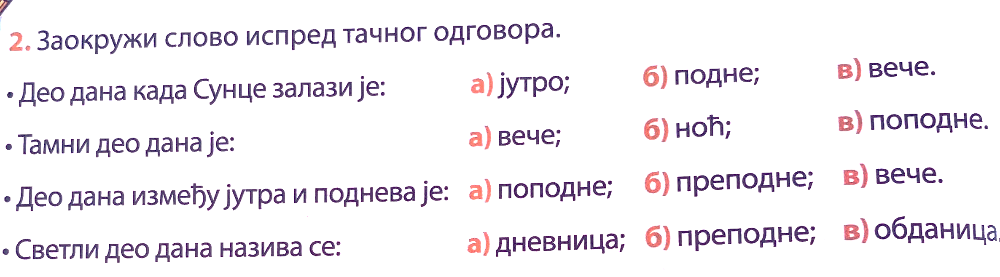 2. Заокружи слово испред тачног одговора.
• Део дана када Сунце залази је: а) јутро; б) подне; в) вече.
• Тамни део дана је: а) вече; б) ноћ; в) поподне.
• Део дана између јутра и поднева је: а) поподне; б) преподне; в) вече.
• Светли део дана назива се: а) дневница; б) преподне; в) обданица.